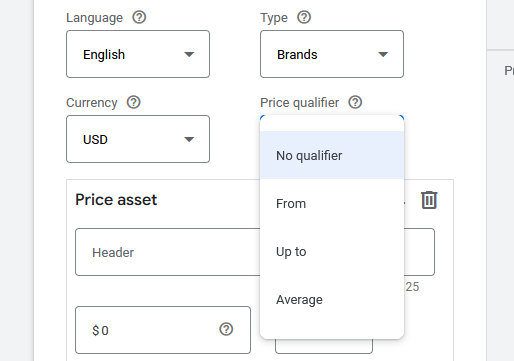 Language
Type
English
Brands
Currency
Price qualifier
USD
No qualifier
Price asset
From
Header
Up to
25
Average
$ 0